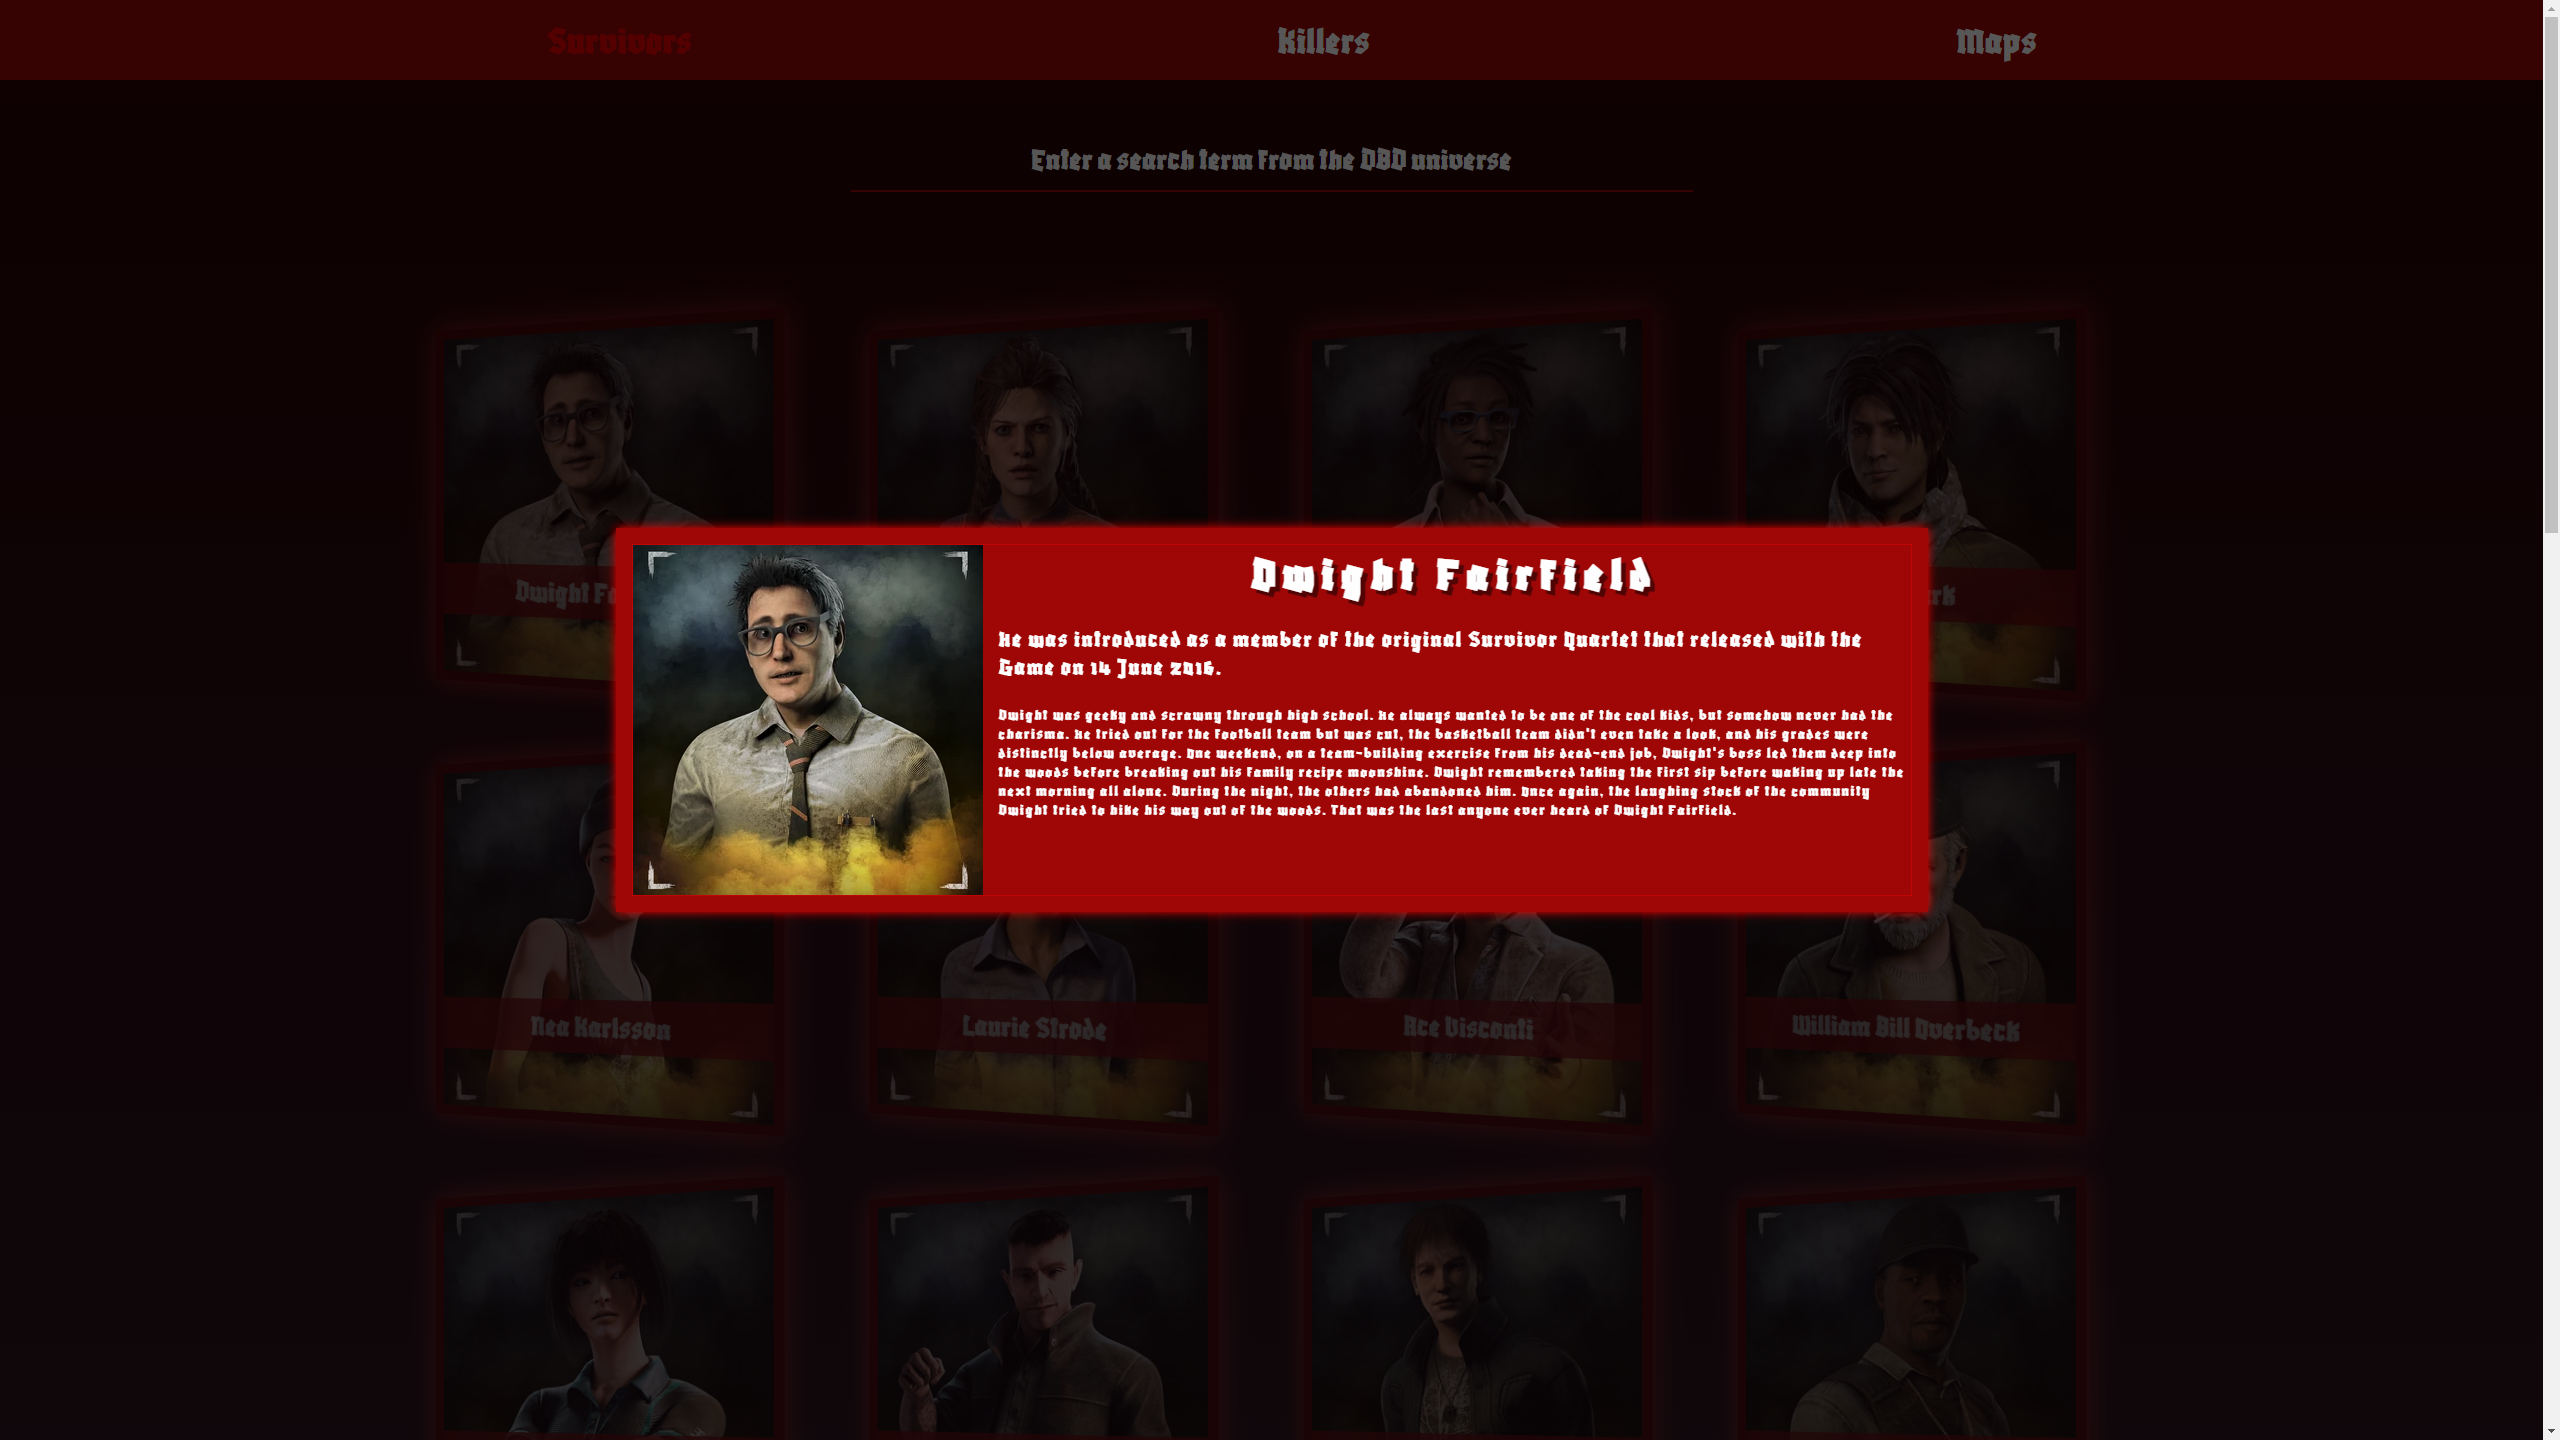 Survivors
Killers
Maps
Enter a search term from the DBD universe
Dwight Fa
rk
Dwight Fairfield
He was introduced as a member of the original Survivor Quartet that released with the
Game on 14 June 2016.
Dwight was geeky and scrawny through high school. He always wanted to be one of the cool kids, but somehow never had the
charisma. He tried out for the football team but was cut, the basketball team didn't even take a look, and his grades were
distinctly below average. One weekend, on a team-building exercise from his dead-end job, Dwight's boss led them deep into
the woods before breaking out his family recipe moonshine. Dwight remembered taking the first sip before waking up late the
next morning all alone. During the night, the others had abandoned him. Once again, the laughing stock of the community
Dwight tried to hike his way out of the woods. That was the last anyone ever heard of Dwight Fairfield.
Nea Karlsson
Laurie Strode
Ace Visconti
William Bill Overbeck